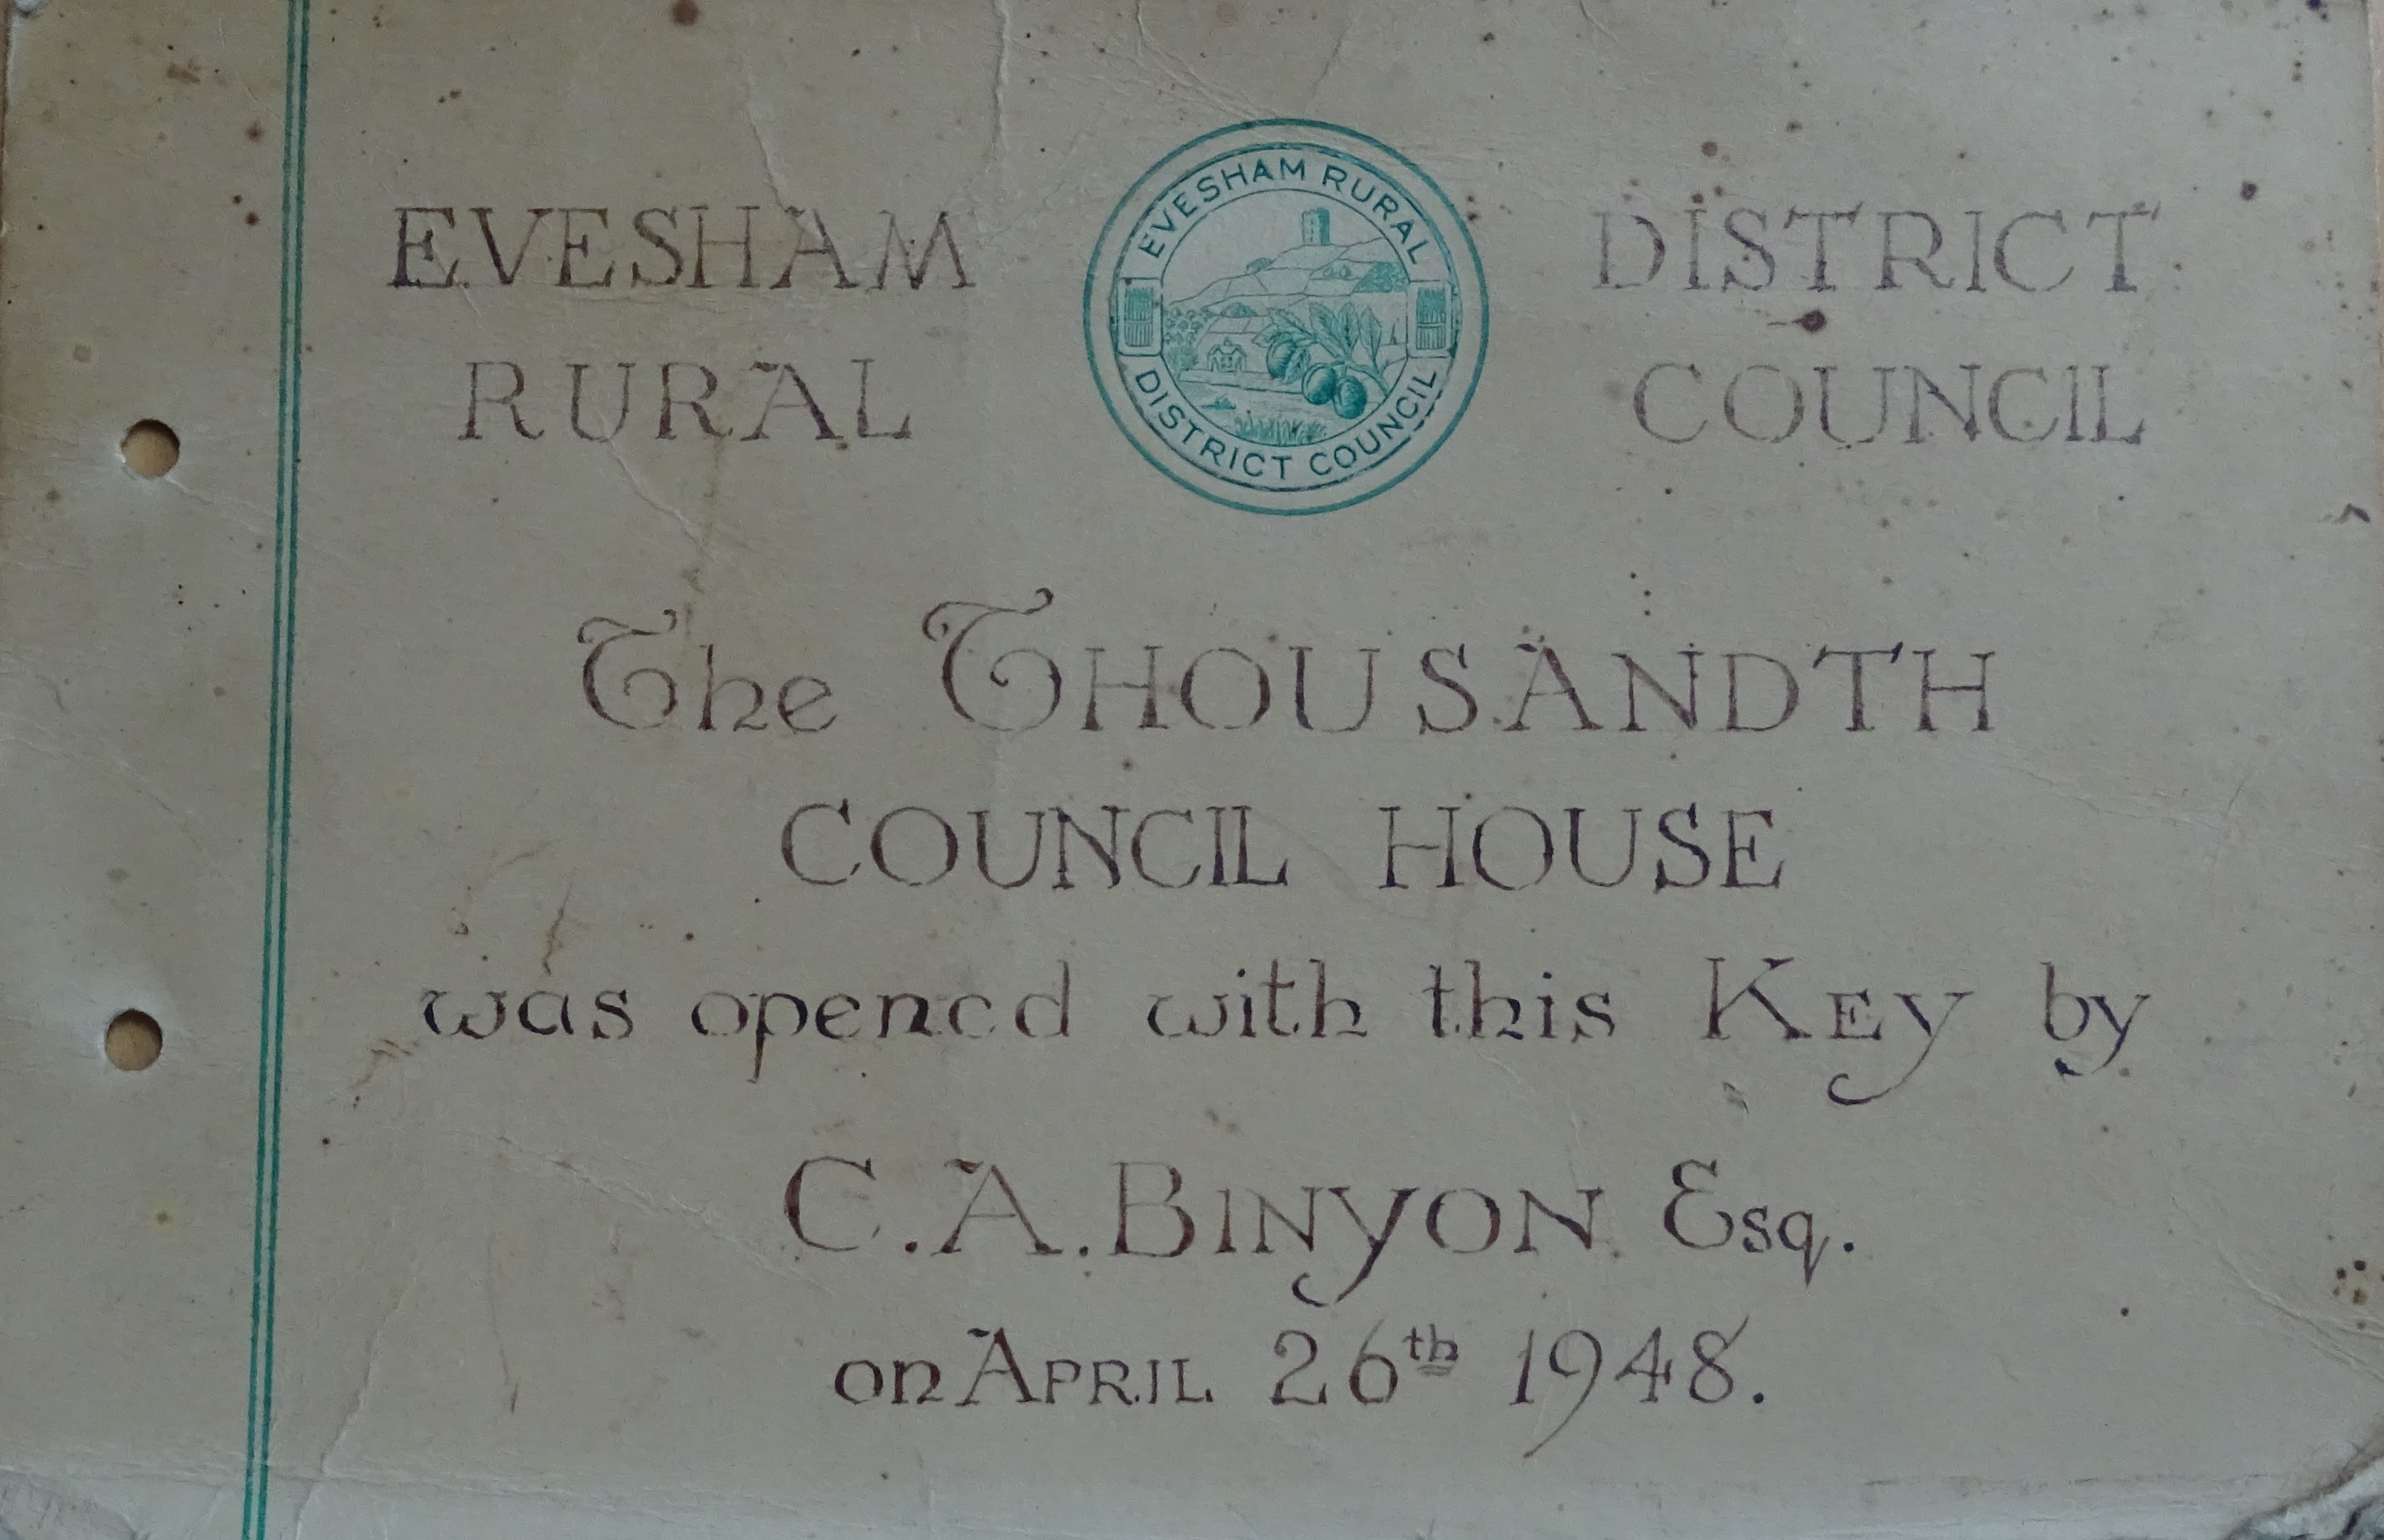 EVESHAM RURAL
DISTRICT COUNCIL
EVESHAM DISTRICT
RURAL COUNCIL
The THOUSANDTH
COUNCIL HOUSE
was opened with this KEY by
C.A. BINYON Esq.
on APRIL 26th 1948.